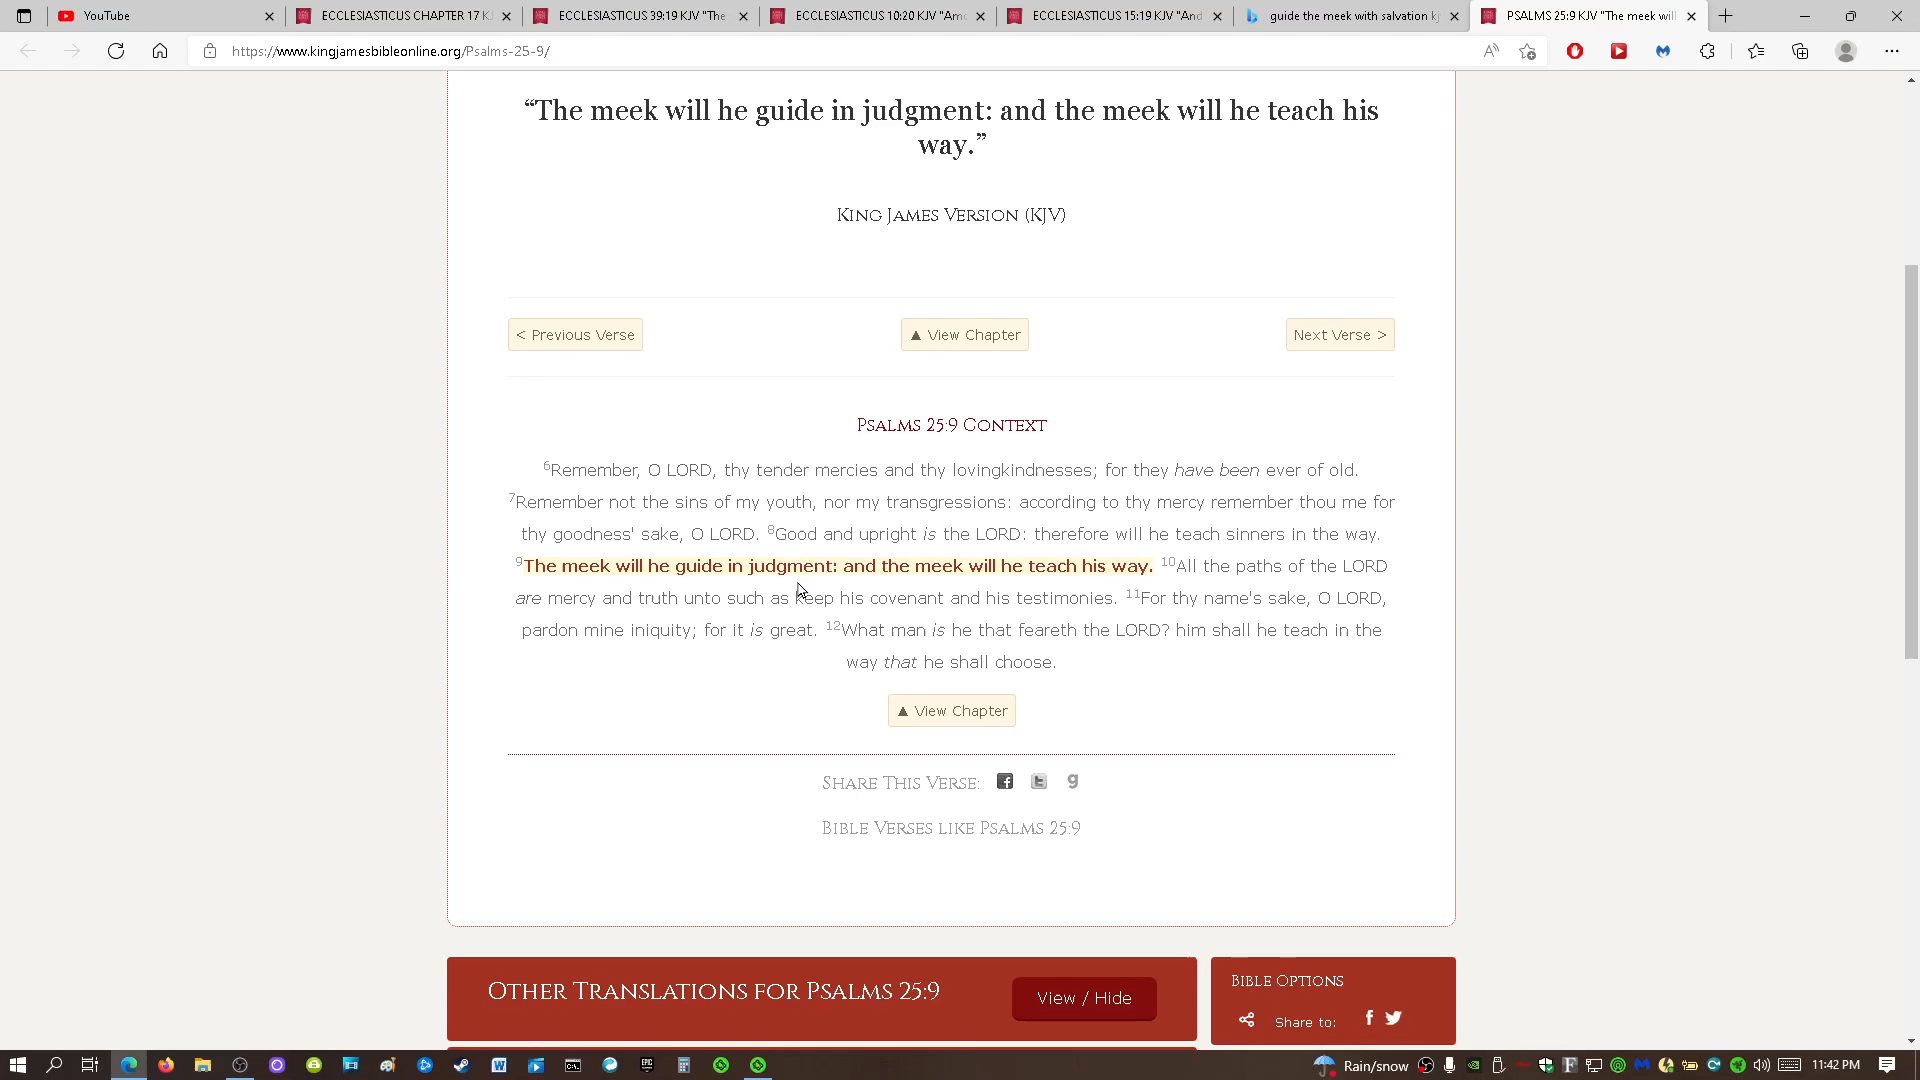 YouTube
ECCLESIASTICUS CHAPTER 17 K
ECCLESIASTICUS 39:19 KJV "The
ECCLESIASTICUS 10:20 KJV "Amo
ECCLESIASTICUS 15:19 KJV "And
guide the meek with salvation kj
PSALMS 25:9 KJV "The meek will
https://www.kingjamesbibleonline.org/Psalms-25-9/
“The meek will he guide in judgment: and the meek will he teach his
way.”
King James Version (KJV)
< Previous Verse
▲ View Chapter
Next Verse >
Psalms 25:9 Context
6Remember, O LORD, thy tender mercies and thy lovingkindnesses; for they have been ever of old.
7Remember not the sins of my youth, nor my transgressions: according to thy mercy remember thou me for
thy goodness' sake, O LORD. 8Good and upright is the LORD: therefore will he teach sinners in the way.
9The meek will he guide in judgment: and the meek will he teach his way. 10All the paths of the LORD
are mercy and truth unto such as keep his covenant and his testimonies. 11For thy name's sake, O LORD,
pardon mine iniquity; for it is great. 12What man is he that feareth the LORD? him shall he teach in the
way that he shall choose.
▲ View Chapter
Share This Verse:
Bible Verses like Psalms 25:9
Other Translations for Psalms 25:9
View / Hide
Bible Options
Share to:
Rain/snow
11:42 PM